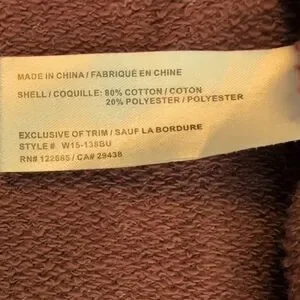 MADE IN CHINA / FABRIQUÉ EN CHINE
SHELL / COQUILLE: 80% COTTON / COTON
20% POLYESTER / POLYESTER
EXCLUSIVE OF TRIM / SAUF LA BORDURE
STYLE # W15-138BU
RN# 122865 / CA# 29438